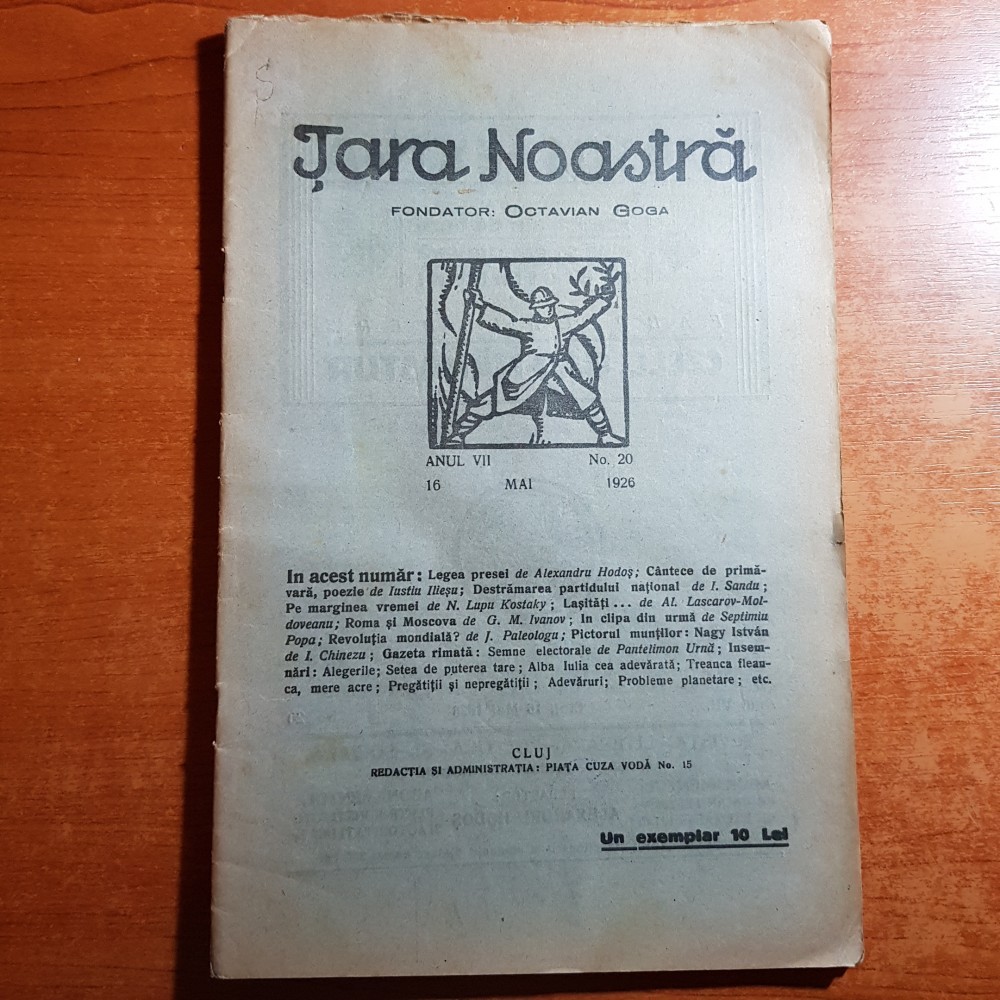 Țara Noastră
FONDATOR: OCTAVIAN GOGA
ANUL VII No. 20
16 MAI 1926
In acest număr: Legea presei de Alexandru Hodoș; Cântece de primă-
vară, poezie de Iustiu Ilieșu; Destrămarea partidului național de I. Sandu;
Pe marginea vremei de N. Lupu Kostaky; Lașități ... de Al. Lascarov-Mol-
doveanu; Roma și Moscova de G. M. Ivanov; In clipa din urmă de Septimiu
Popa; Revoluția mondială? de J. Paleologu; Pictorul munților: Nagy István
de I. Chinezu; Gazeta rimată: Semne electorale de Pantelimon Urnă; Insem-
nări: Alegerile; Setea de puterea tare; Alba Iulia cea adevărată; Treanca fleau-
ca, mere acre; Pregătiții și nepregătiții; Adevăruri; Probleme planetare; etc.
CLUJ
REDACTIA ȘI ADMINISTRATIA: PIAȚA CUZA VODĂ No. 15
Un exemplar 10 Lei